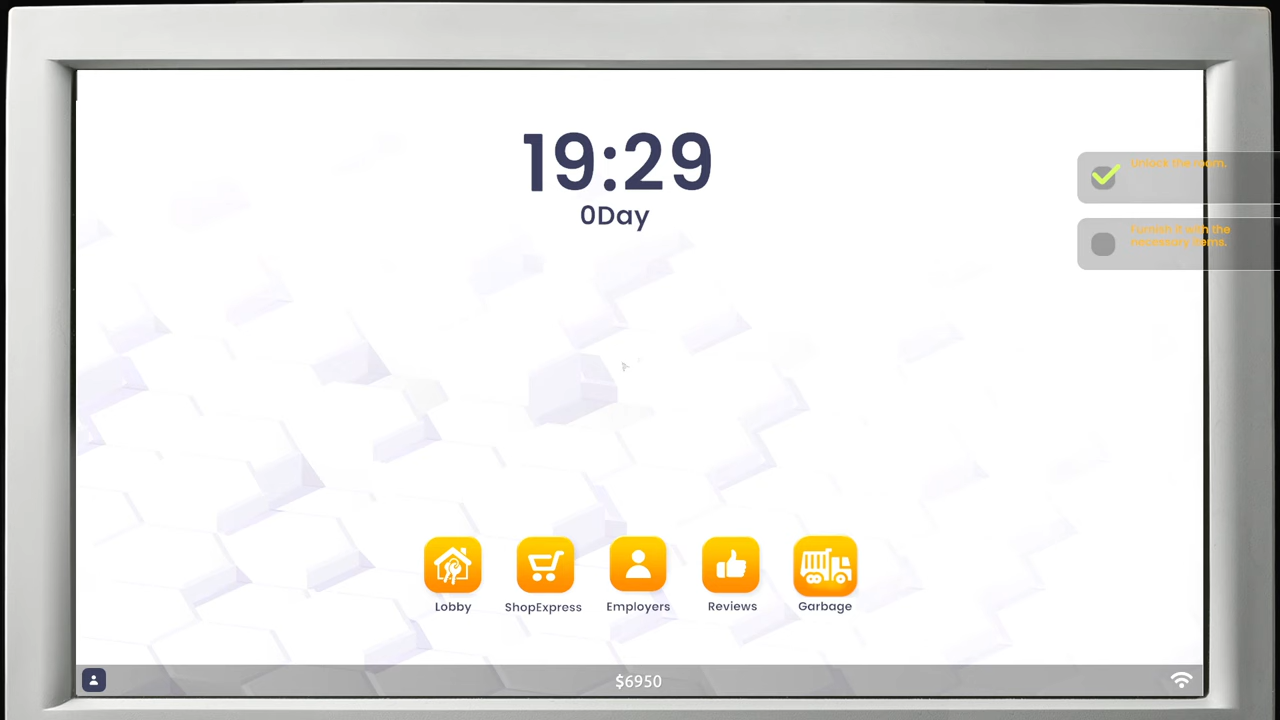 19:29
0Day
Unlock the room.
Furnish it with the
necessary items.
Lobby
ShopExpress
Employers
Reviews
Garbage
$6950